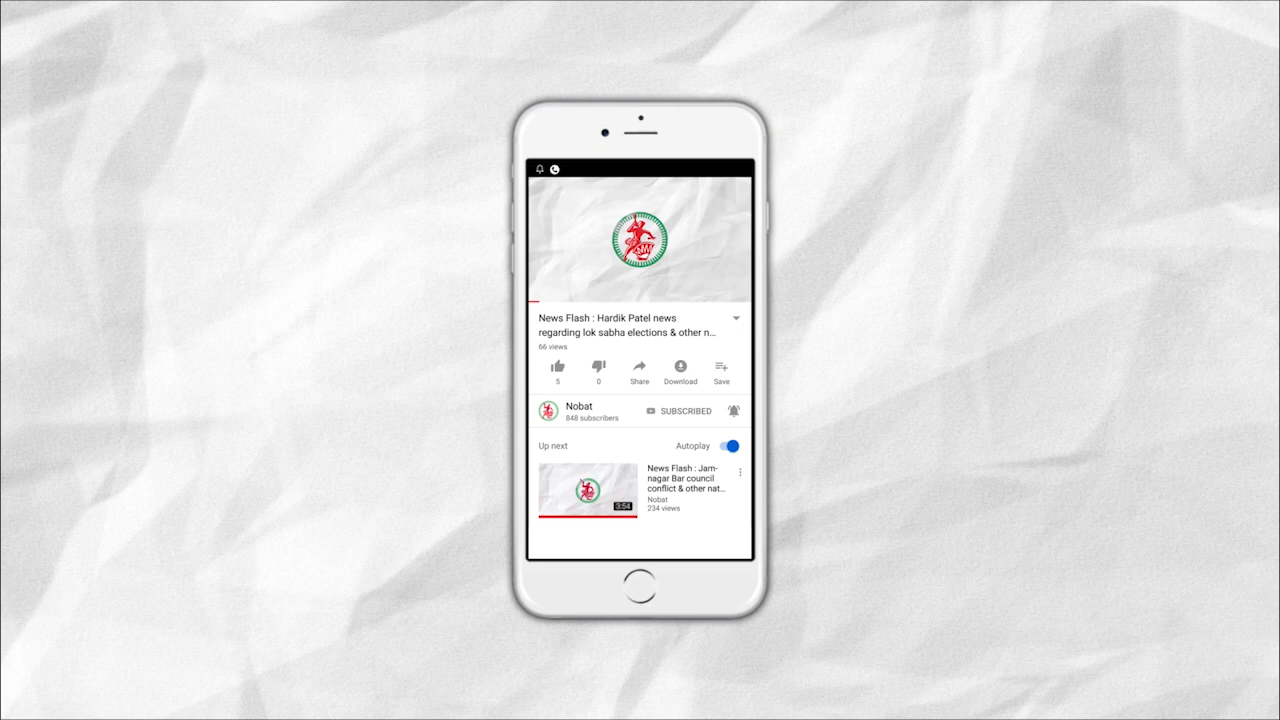 News Flash : Hardik Patel news
regarding lok sabha elections & other n...
66 views
5
0
Share
Download
Save
Nobat
848 subscribers
SUBSCRIBED
Up next
Autoplay
News Flash : Jam-
nagar Bar council
conflict & other nat...
Nobat
234 views
3:54